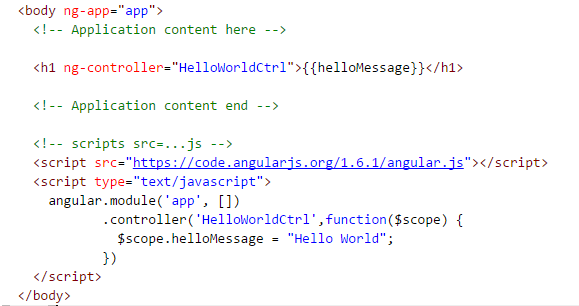 <body ng-app="app">
  <!-- Application content here -->

  <h1 ng-controller="HelloWorldCtrl">{{helloMessage}}</h1>

  <!-- Application content end -->

  <!-- scripts src=...js -->
  <script src="https://code.angularjs.org/1.6.1/angular.js"></script>
  <script type="text/javascript">
    angular.module('app', [])
           .controller('HelloWorldCtrl',function($scope) {
             $scope.helloMessage = "Hello World";
           })
  </script>
</body>